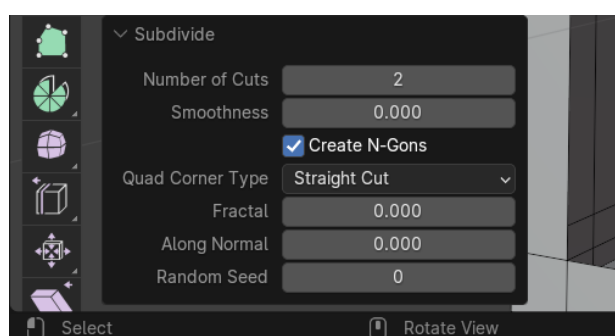 Subdivide
Number of Cuts 2
Smoothness 0.000
Create N-Gons
Quad Corner Type Straight Cut
Fractal 0.000
Along Normal 0.000
Random Seed 0
Select Rotate View